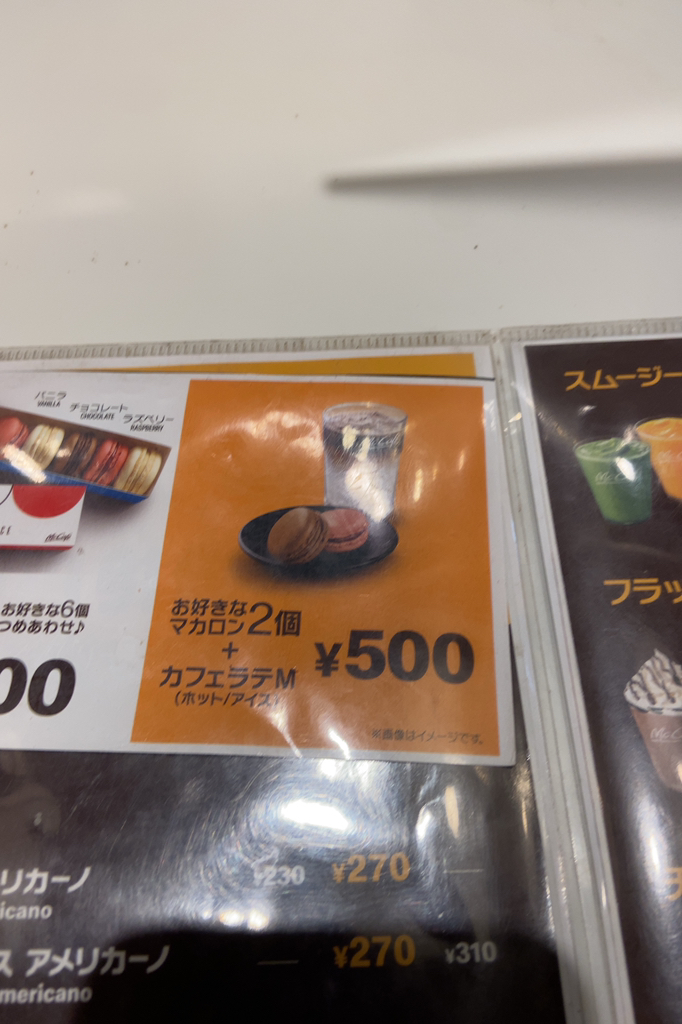 バニラ
VANILLA
チョコレート
CHOCOLATE
ラズベリー
RASPBERRY
お好きな6個
つめあわせ♪
00
お好きな
マカロン2個
+
カフェラテM
(ホット/アイス)
¥500
※画像はイメージです。
スムージー
フラッ
リカーノ
icano
¥230 ¥270 —
ス アメリカーノ
mericano
— ¥270 ¥310